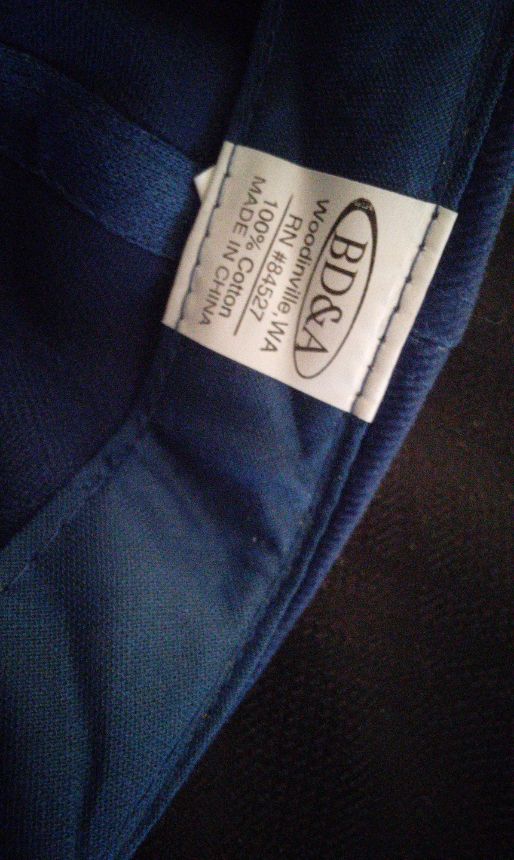 BD&A
Woodinville, WA
RN #84527
100% Cotton
MADE IN CHINA